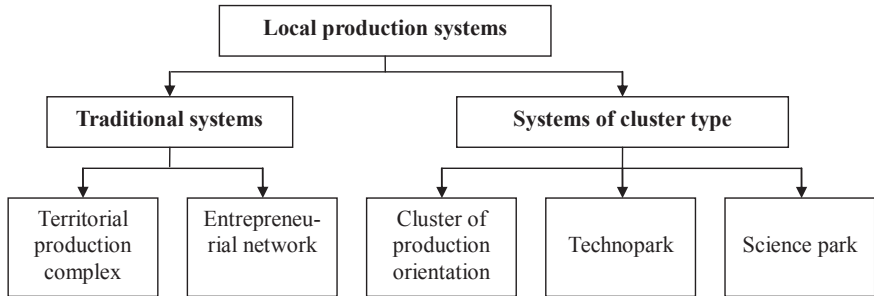 Local production systems
Traditional systems
Systems of cluster type
Territorial
production
complex
Entrepreneu-
rial network
Cluster of
production
orientation
Technopark
Science park